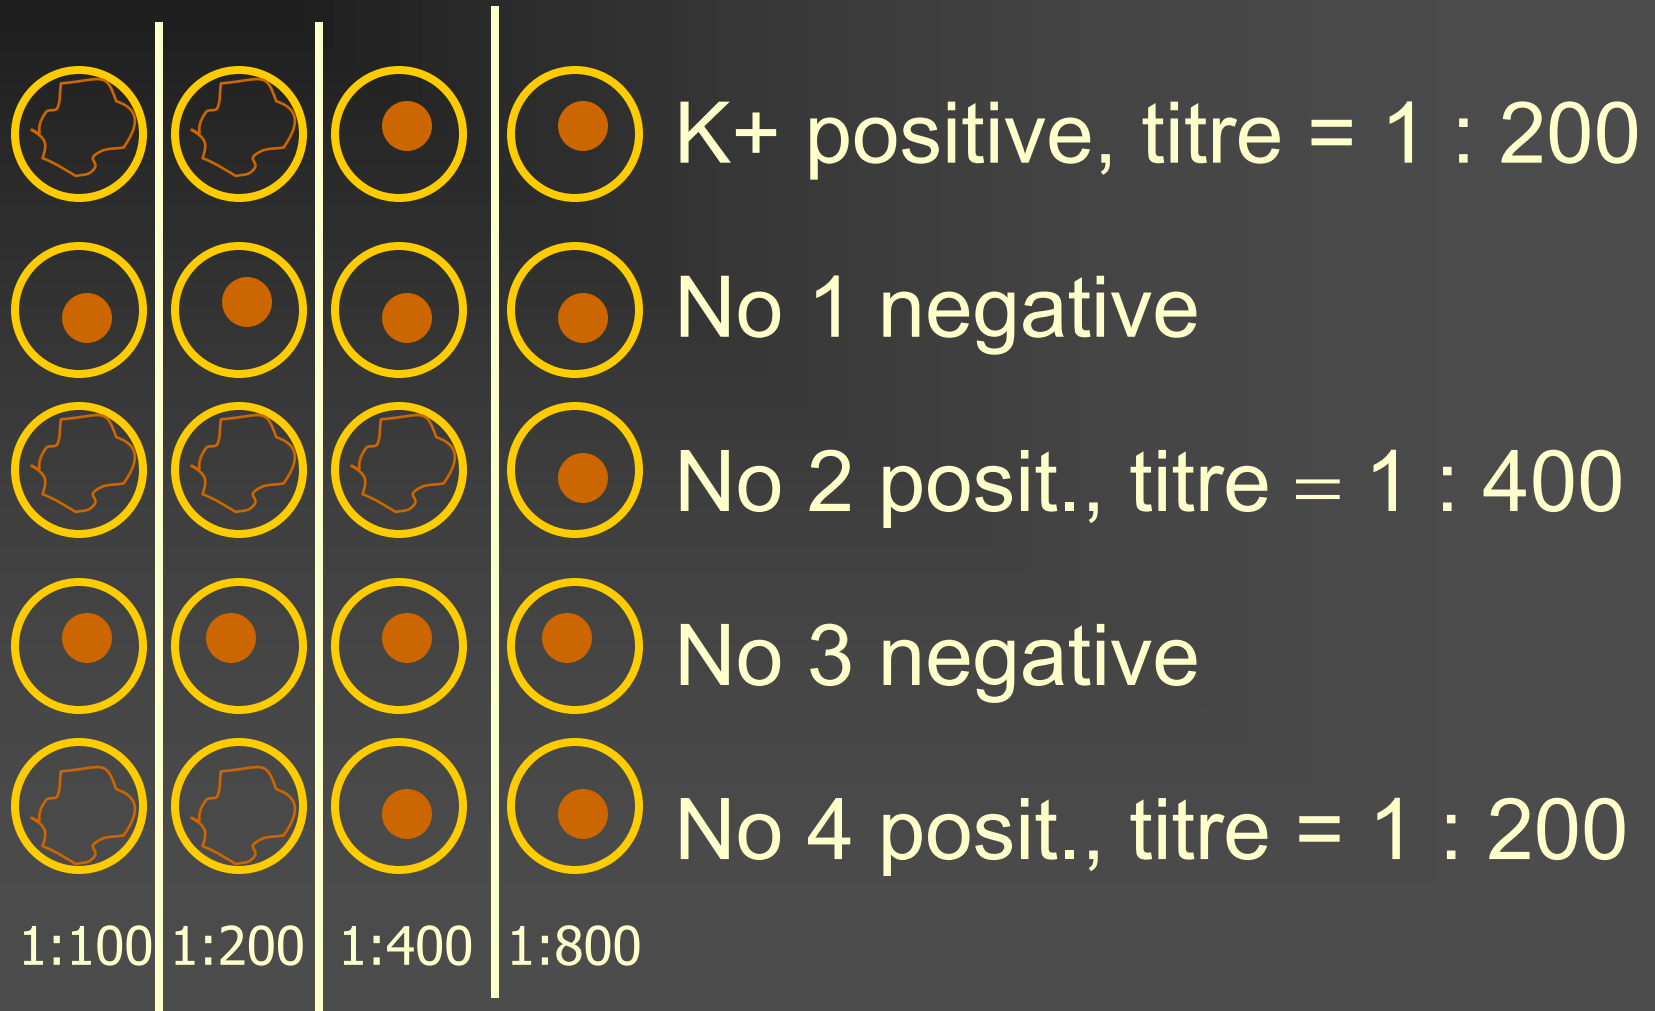 K+ positive, titre = 1 : 200
No 1 negative
No 2 posit., titre = 1 : 400
No 3 negative
No 4 posit., titre = 1 : 200
1:100 1:200 1:400 1:800